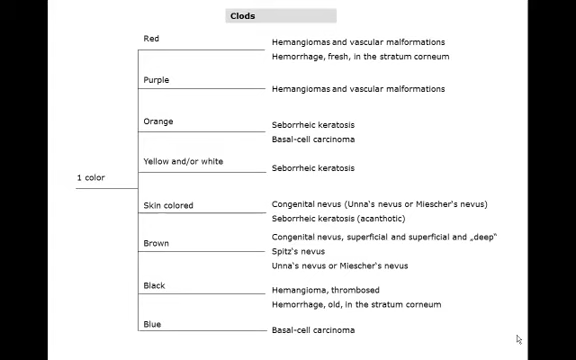 Clods
Red
Hemangiomas and vascular malformations
Hemorrhage, fresh, in the stratum corneum
Purple
Hemangiomas and vascular malformations
Orange
Seborrheic keratosis
Basal-cell carcinoma
Yellow and/or white
Seborrheic keratosis
1 color
Skin colored
Congenital nevus (Unna's nevus or Miescher's nevus)
Seborrheic keratosis (acanthotic)
Brown
Congenital nevus, superficial and superficial and „deep“
Spitz's nevus
Unna's nevus or Miescher's nevus
Black
Hemangioma, thrombosed
Hemorrhage, old, in the stratum corneum
Blue
Basal-cell carcinoma